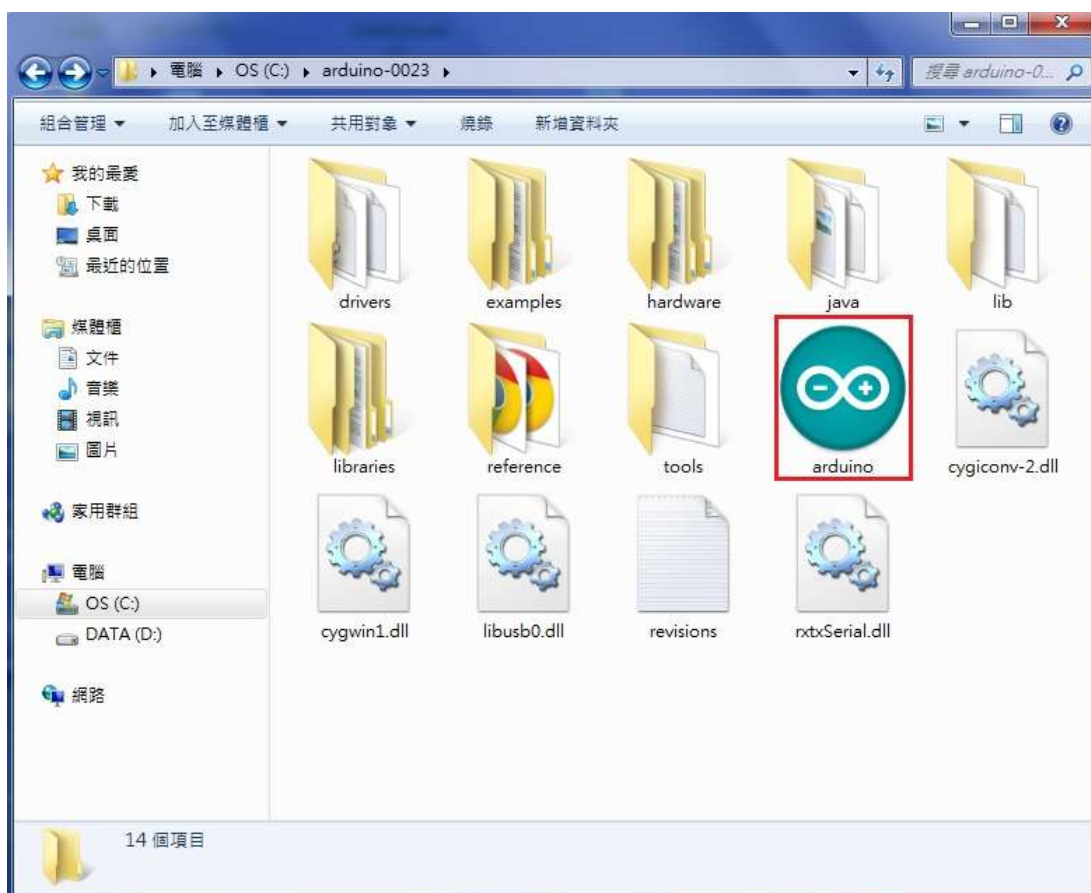 電腦 OS (C:) arduino-0023
搜尋 arduino-0...
組合管理 加入至媒體櫃 共用對象 燒錄 新增資料夾
我的最愛
下載
桌面
最近的位置
媒體櫃
文件
音樂
視訊
圖片
家用群組
電腦
OS (C:)
DATA (D:)
網路
drivers examples hardware java lib
libraries reference tools arduino cygiconv-2.dll
cygwin1.dll libusb0.dll revisions rxtxSerial.dll
14 個項目